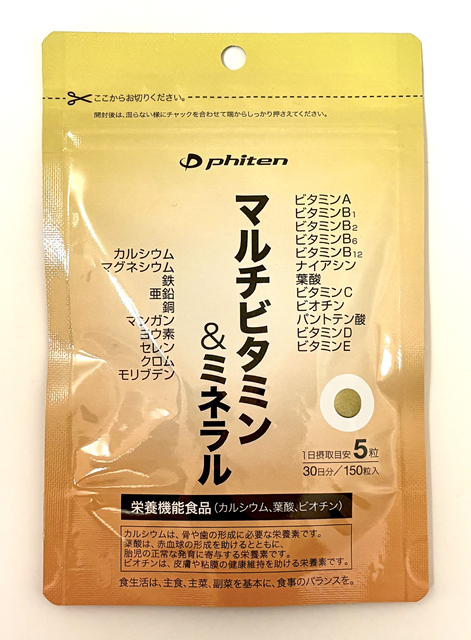 ここからお切りください。
開封後は、湿らない様にチャックを合わせて端からしっかり押さえてください。
phiten
マルチビタミン
&ミネラル
ビタミンA
ビタミンB1
ビタミンB2
ビタミンB6
ビタミンB12
ナイアシン
葉酸
ビタミンC
ビオチン
パントテン酸
ビタミンD
ビタミンE
カルシウム
マグネシウム
鉄
亜鉛
銅
マンガン
ヨウ素
セレン
クロム
モリブデン
1日摂取目安 5粒
30日分/150粒入
栄養機能食品(カルシウム、葉酸、ビオチン)
カルシウムは、骨や歯の形成に必要な栄養素です。
葉酸は、赤血球の形成を助けるとともに、
胎児の正常な発育に寄与する栄養素です。
ビオチンは、皮膚や粘膜の健康維持を助ける栄養素です。
食生活は、主食、主菜、副菜を基本に、食事のバランスを。